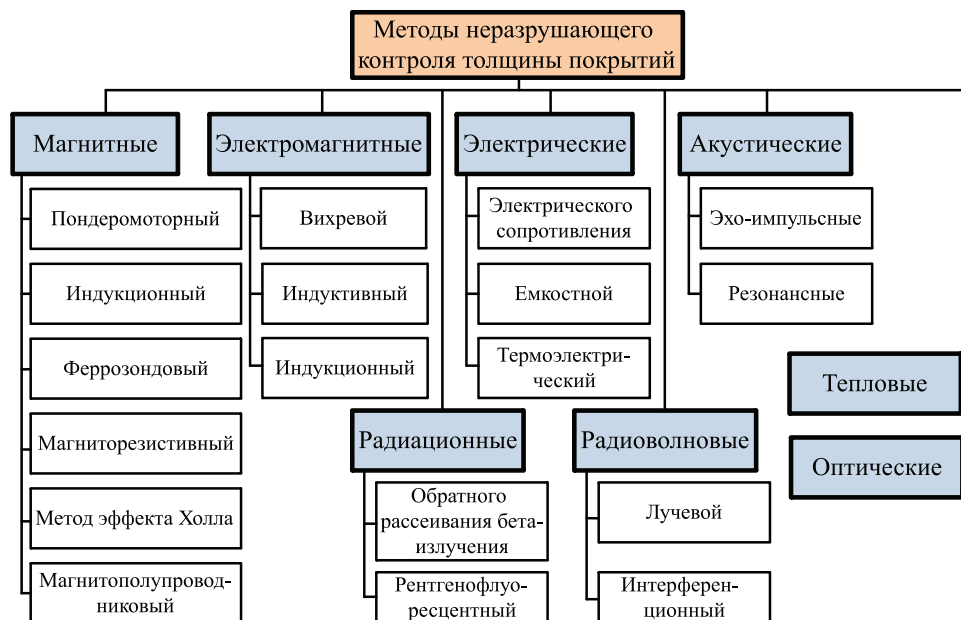 Методы неразрушающего
контроля толщины покрытий
Магнитные
Электромагнитные
Электрические
Акустические
Пондеромоторный
Индукционный
Феррозондовый
Магниторезистивный
Метод эффекта Холла
Магнитополупровод-
никовый
Вихревой
Индуктивный
Индукционный
Электрического
сопротивления
Емкостной
Термоэлектри-
ческий
Эхо-импульсные
Резонансные
Радиационные
Обратного
рассеивания бета-
излучения
Рентгенофлуо-
ресцентный
Радиоволновые
Лучевой
Интерферен-
ционный
Тепловые
Оптические